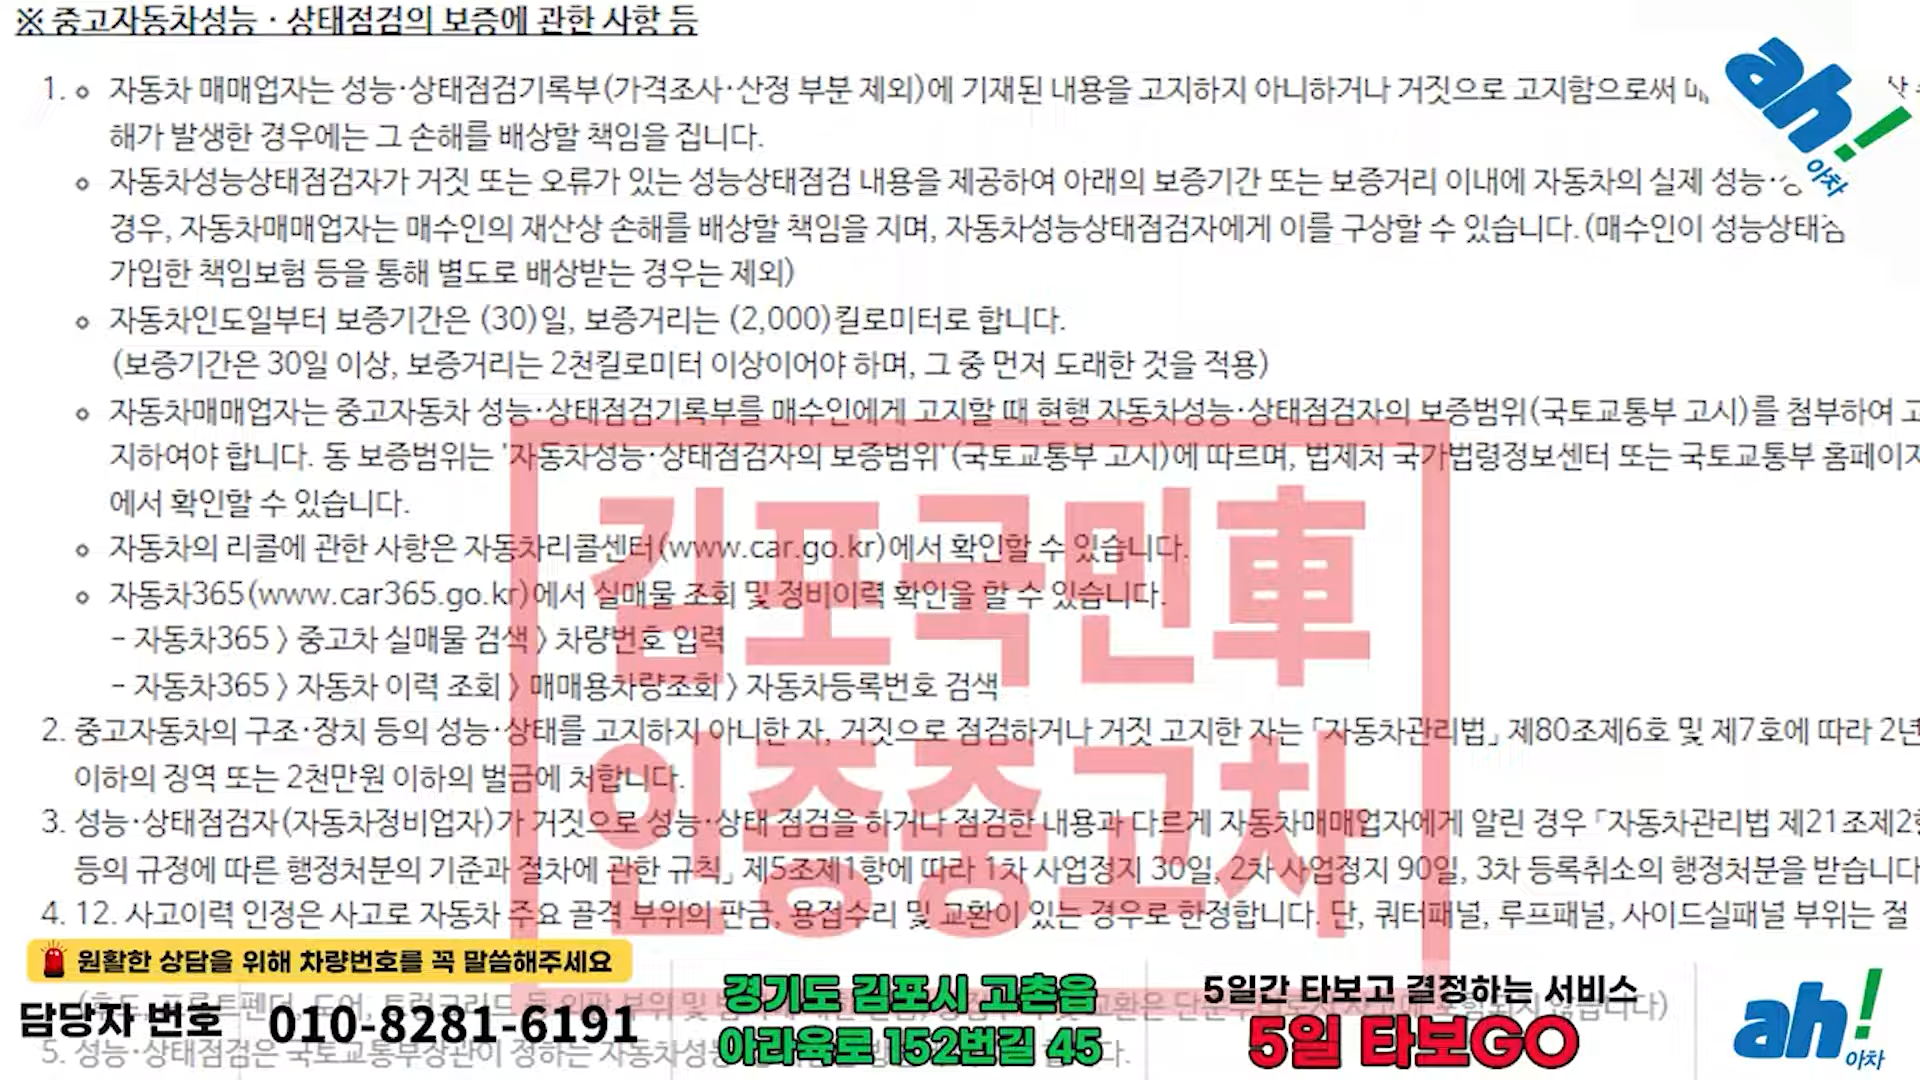 ※ 중고자동차성능 · 상태점검의 보증에 관한 사항 등
1. ∘ 자동차 매매업자는 성능·상태점검기록부(가격조사·산정 부분 제외)에 기재된 내용을 고지하지 아니하거나 거짓으로 고지함으로써
해가 발생한 경우에는 그 손해를 배상할 책임을 집니다.
∘ 자동차성능상태점검자가 거짓 또는 오류가 있는 성능상태점검 내용을 제공하여 아래의 보증기간 또는 보증거리 이내에 자동차의 실제
경우, 자동차매매업자는 매수인의 재산상 손해를 배상할 책임을 지며, 자동차성능상태점검자에게 이를 구상할 수 있습니다.(매수인이 성능상태점
가입한 책임보험 등을 통해 별도로 배상받는 경우는 제외)
∘ 자동차인도일부터 보증기간은 (30)일, 보증거리는 (2,000)킬로미터로 합니다.
(보증기간은 30일 이상, 보증거리는 2천킬로미터 이상이어야 하며, 그 중 먼저 도래한 것을 적용)
∘ 자동차매매업자는 중고자동차 성능·상태점검기록부를 매수인에게 고지할 때 현행 자동차성능·상태점검자의 보증범위(국토교통부 고시)를 첨부하여 고
지하여야 합니다. 동 보증범위는 '자동차성능·상태점검자의 보증범위'(국토교통부 고시)에 따르며, 법제처 국가법령정보센터 또는 국토교통부 홈페이지
에서 확인할 수 있습니다.
∘ 자동차의 리콜에 관한 사항은 자동차리콜센터(www.car.go.kr)에서 확인할 수 있습니다.
∘ 자동차365(www.car365.go.kr)에서 실매물 조회 및 정비이력 확인을 할 수 있습니다.
- 자동차365 > 중고차 실매물 검색 > 차량번호 입력
- 자동차365 > 자동차 이력 조회 > 매매용차량조회 > 자동차등록번호 검색
2. 중고자동차의 구조·장치 등의 성능·상태를 고지하지 아니한 자, 거짓으로 점검하거나 거짓 고지한 자는 「자동차관리법」 제80조제6호 및 제7호에 따라 2년
이하의 징역 또는 2천만원 이하의 벌금에 처합니다.
3. 성능·상태점검자(자동차정비업자)가 거짓으로 성능·상태 점검을 하거나 점검한 내용과 다르게 자동차매매업자에게 알린 경우 「자동차관리법 제21조제2항
등의 규정에 따른 행정처분의 기준과 절차에 관한 규칙」 제5조제1항에 따라 1차 사업정지 30일, 2차 사업정지 90일, 3차 등록취소의 행정처분을 받습니다
4. 12. 사고이력 인정은 사고로 자동차 주요 골격 부위의 판금, 용접수리 및 교환이 있는 경우로 한정합니다. 단, 쿼터패널, 루프패널, 사이드실패널 부위는 절
5. 성능·상태점검은 국토교통부장관이 정하는 자동차성능
김포국민車
인증중고차
ah!
아차
원활한 상담을 위해 차량번호를 꼭 말씀해주세요
담당자 번호 010-8281-6191
경기도 김포시 고촌읍
아라육로 152번길 45
5일간 타보고 결정하는 서비스
5일 타보GO
ah!
아차